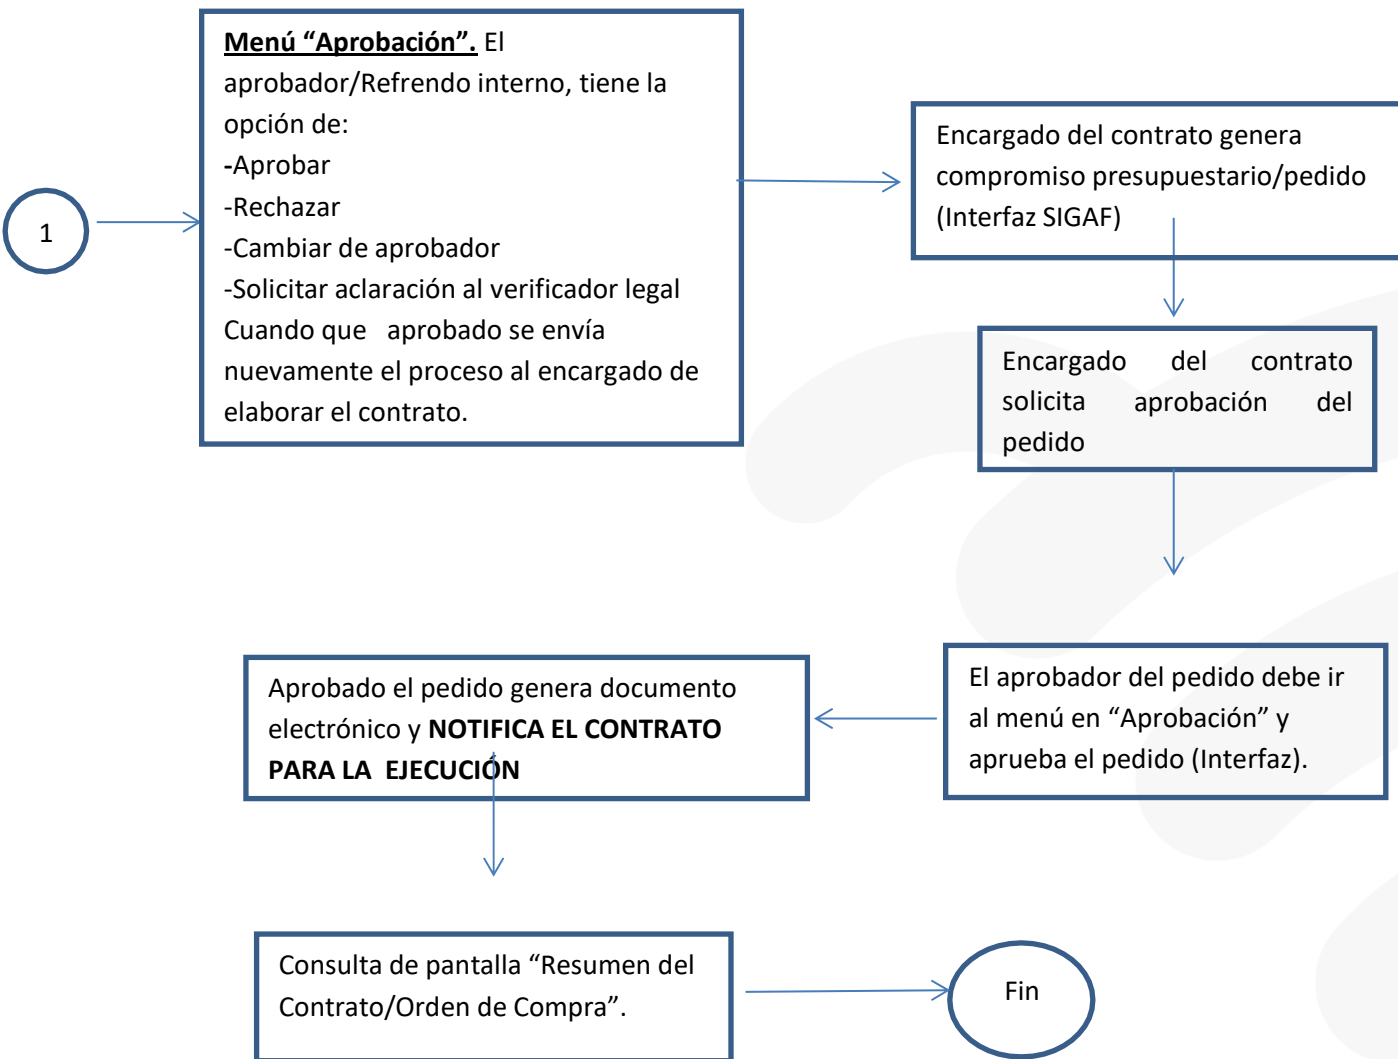 1
Menú “Aprobación”. El
aprobador/Refrendo interno, tiene la
opción de:
-Aprobar
-Rechazar
-Cambiar de aprobador
-Solicitar aclaración al verificador legal
Cuando que aprobado se envía
nuevamente el proceso al encargado de
elaborar el contrato.
Encargado del contrato genera
compromiso presupuestario/pedido
(Interfaz SIGAF)
Encargado del contrato
solicita aprobación del
pedido
El aprobador del pedido debe ir
al menú en “Aprobación” y
aprueba el pedido (Interfaz).
Aprobado el pedido genera documento
electrónico y NOTIFICA EL CONTRATO
PARA LA EJECUCIÓN
Consulta de pantalla “Resumen del
Contrato/Orden de Compra”.
Fin